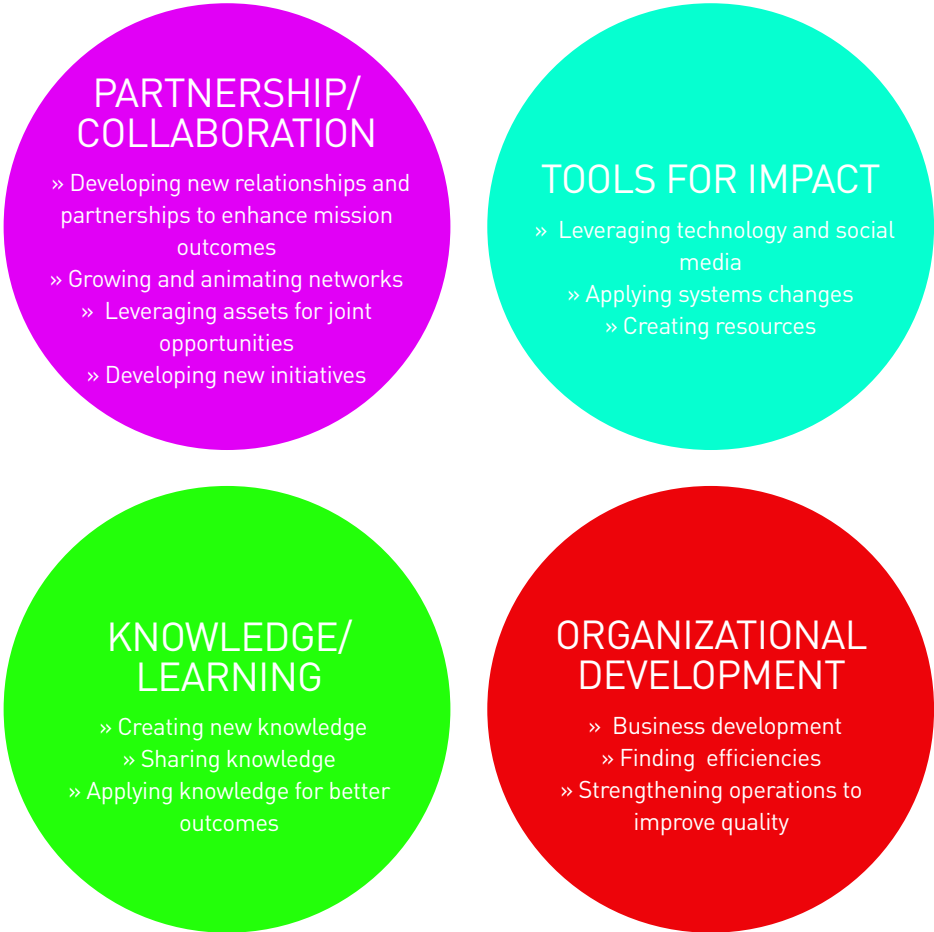 PARTNERSHIP/
COLLABORATION
» Developing new relationships and
partnerships to enhance mission
outcomes
» Growing and animating networks
» Leveraging assets for joint
opportunities
» Developing new initiatives
TOOLS FOR IMPACT
» Leveraging technology and social
media
» Applying systems changes
» Creating resources
KNOWLEDGE/
LEARNING
» Creating new knowledge
» Sharing knowledge
» Applying knowledge for better
outcomes
ORGANIZATIONAL
DEVELOPMENT
» Business development
» Finding efficiencies
» Strengthening operations to
improve quality